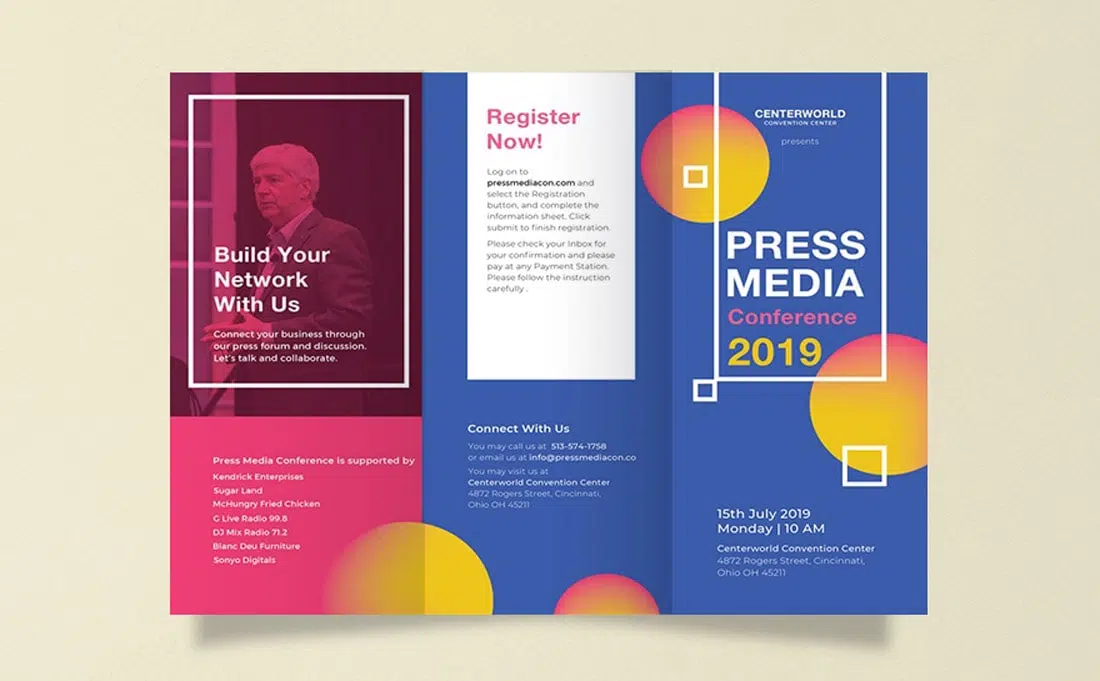 Build Your
Network
With Us
Connect your business through
our press forum and discussion.
Let's talk and collaborate.
Press Media Conference is supported by
Kendrick Enterprises
Sugar Land
McHungry Fried Chicken
G Live Radio 99.8
DJ Mix Radio 71.2
Blanc Deu Furniture
Sonyo Digitals
Register
Now!
Log on to
pressmediacon.com and
select the Registration
button, and complete the
information sheet. Click
submit to finish registration.
Please check your Inbox for
your confirmation and please
pay at any Payment Station.
Please follow the instruction
carefully .
Connect With Us
You may call us at 513-574-1758
or email us at info@pressmediacon.co
You may visit us at
Centerworld Convention Center
4872 Rogers Street, Cincinnati,
Ohio OH 45211
CENTERWORLD
CONVENTION CENTER
presents
PRESS
MEDIA
Conference
2019
15th July 2019
Monday | 10 AM
Centerworld Convention Center
4872 Rogers Street, Cincinnati,
Ohio OH 45211